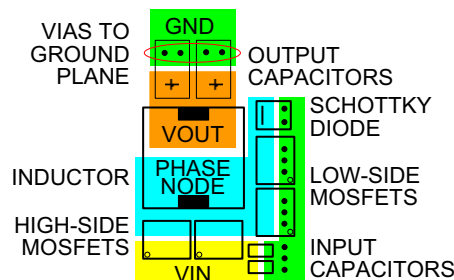 VIAS TO
GROUND
PLANE
GND
OUTPUT
CAPACITORS
SCHOTTKY
DIODE
VOUT
INDUCTOR
PHASE
NODE
LOW-SIDE
MOSFETS
HIGH-SIDE
MOSFETS
VIN
INPUT
CAPACITORS